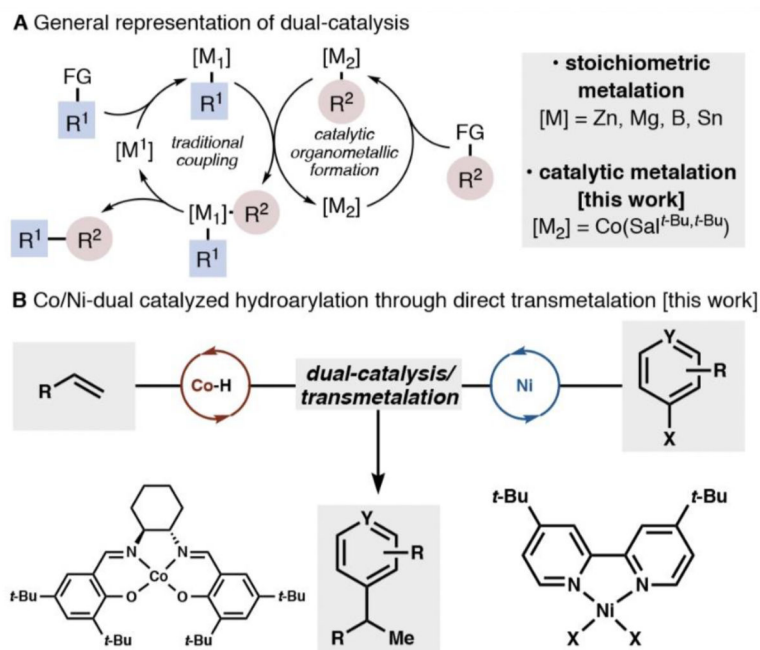 A General representation of dual-catalysis
FG
R¹
[M₁]
R¹
[M₂]
R²
FG
R²
[M¹]
traditional
coupling
catalytic
organometallic
formation
[M₁]
R²
R¹
[M₂]
R¹
R²
• stoichiometric
metalation
[M] = Zn, Mg, B, Sn
• catalytic metalation
[this work]
[M₂] = Co(Salᵗ⁻ᴮᵘ,ᵗ⁻ᴮᵘ)
B Co/Ni-dual catalyzed hydroarylation through direct transmetalation [this work]
R
Co-H
dual-catalysis/
transmetalation
Ni
Y
R
X
N
N
Co
O
O
t-Bu
t-Bu
t-Bu
t-Bu
Y
R
R
Me
t-Bu
t-Bu
N
N
Ni
X
X